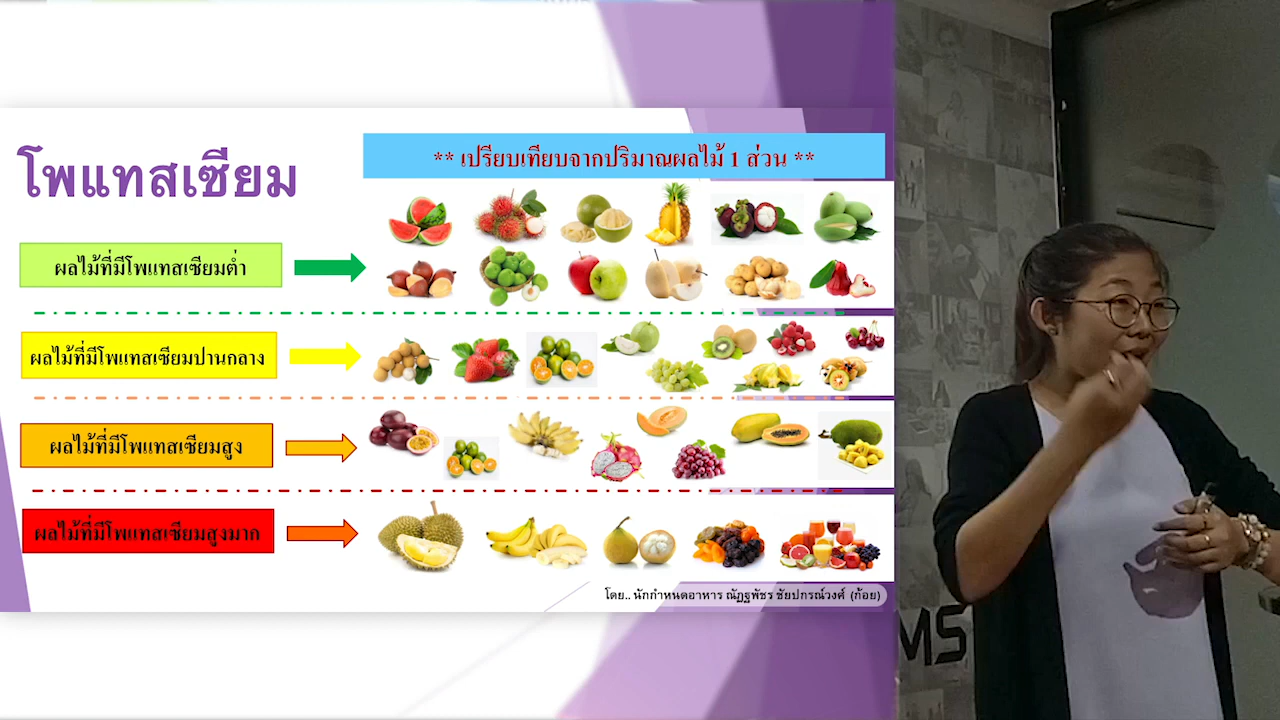 โพแทสเซียม
** เปรียบเทียบจากปริมาณผลไม้ 1 ส่วน **
ผลไม้ที่มีโพแทสเซียมต่ำ
ผลไม้ที่มีโพแทสเซียมปานกลาง
ผลไม้ที่มีโพแทสเซียมสูง
ผลไม้ที่มีโพแทสเซียมสูงมาก
โดย.. นักกำหนดอาหาร ณัฏฐพัชร ชัยปกรณ์วงศ์ (ก้อย)
MS